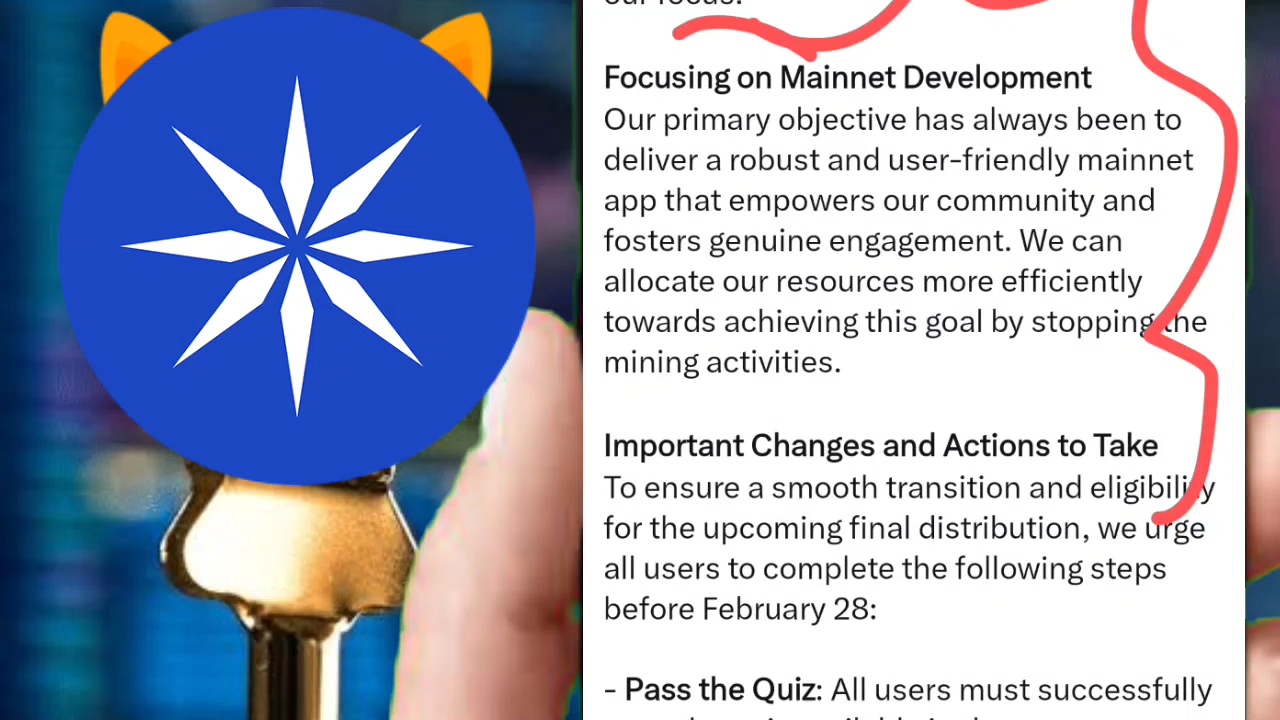 our focus.
Focusing on Mainnet Development
Our primary objective has always been to
deliver a robust and user-friendly mainnet
app that empowers our community and
fosters genuine engagement. We can
allocate our resources more efficiently
towards achieving this goal by stopping the
mining activities.
Important Changes and Actions to Take
To ensure a smooth transition and eligibility
for the upcoming final distribution, we urge
all users to complete the following steps
before February 28:
- Pass the Quiz: All users must successfully